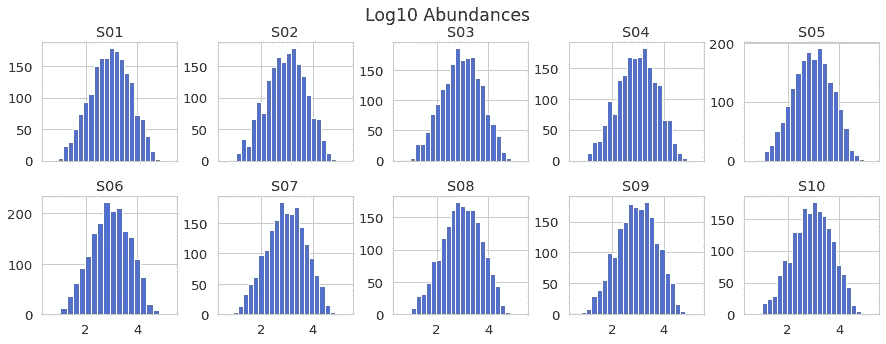 Log10 Abundances
S01 S02 S03 S04 S05
150 150 150 150 200
100 100 100 100 100
50 50 50 50
0 0 0 0 0
S06 S07 S08 S09 S10
200 150 150 150 150
100 100 100 100 100
50 50 50 50
0 0 0 0 0
2 4 2 4 2 4 2 4 2 4